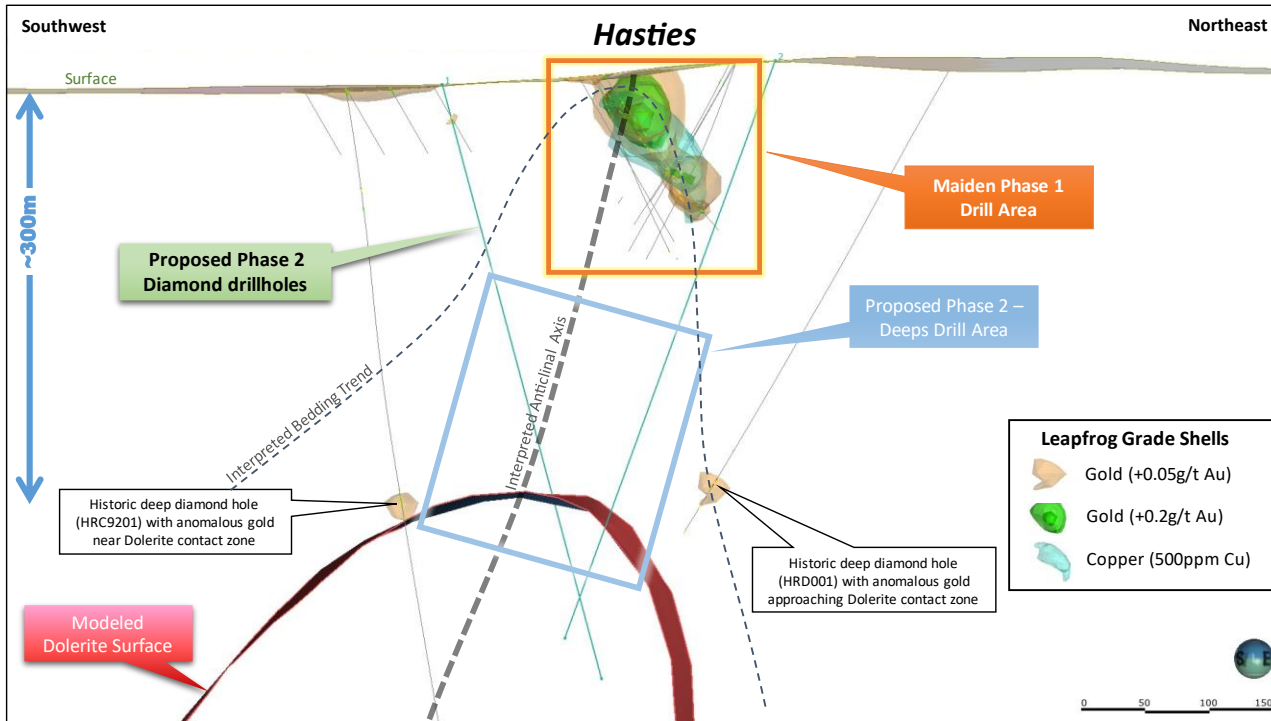 Southwest
Hasties
Northeast
Surface
1
2
~300m
Maiden Phase 1
Drill Area
Proposed Phase 2
Diamond drillholes
Proposed Phase 2 –
Deeps Drill Area
Interpreted Anticlinal Axis
Interpreted Bedding Trend
Leapfrog Grade Shells
Gold (+0.05g/t Au)
Gold (+0.2g/t Au)
Copper (500ppm Cu)
Historic deep diamond hole
(HRC9201) with anomalous gold
near Dolerite contact zone
Historic deep diamond hole
(HRD001) with anomalous gold
approaching Dolerite contact zone
Modeled
Dolerite Surface
S E
0 50 100 150